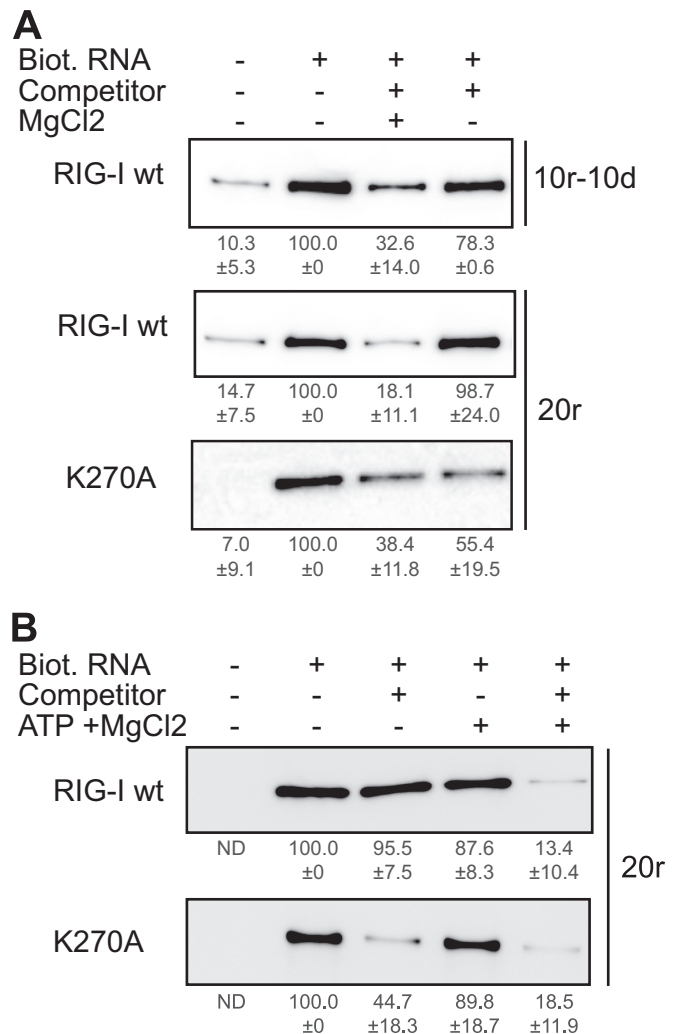 A
Biot. RNA - + + +
Competitor - - + +
MgCl2 - - + -
RIG-I wt 10r-10d
10.3 100.0 32.6 78.3
±5.3 ±0 ±14.0 ±0.6
RIG-I wt
14.7 100.0 18.1 98.7
±7.5 ±0 ±11.1 ±24.0
20r
K270A
7.0 100.0 38.4 55.4
±9.1 ±0 ±11.8 ±19.5
B
Biot. RNA - + + + +
Competitor - - + - +
ATP +MgCl2 - - - + +
RIG-I wt
ND 100.0 95.5 87.6 13.4
±0 ±7.5 ±8.3 ±10.4
20r
K270A
ND 100.0 44.7 89.8 18.5
±0 ±18.3 ±18.7 ±11.9